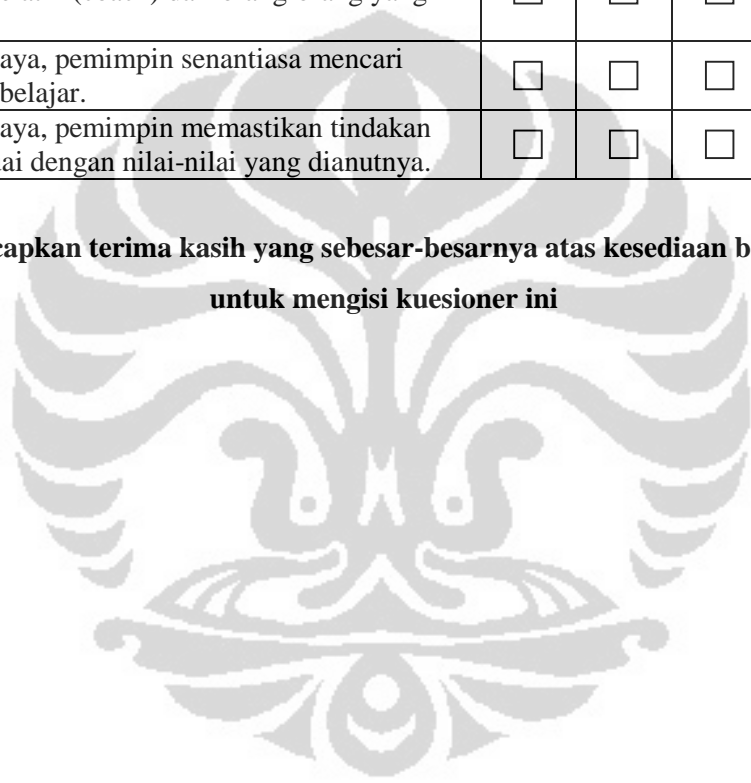 aya, pemimpin senantiasa mencari
belajar.
aya, pemimpin memastikan tindakan
ai dengan nilai-nilai yang dianutnya.
capkan terima kasih yang sebesar-besarnya atas kesediaan b
untuk mengisi kuesioner ini